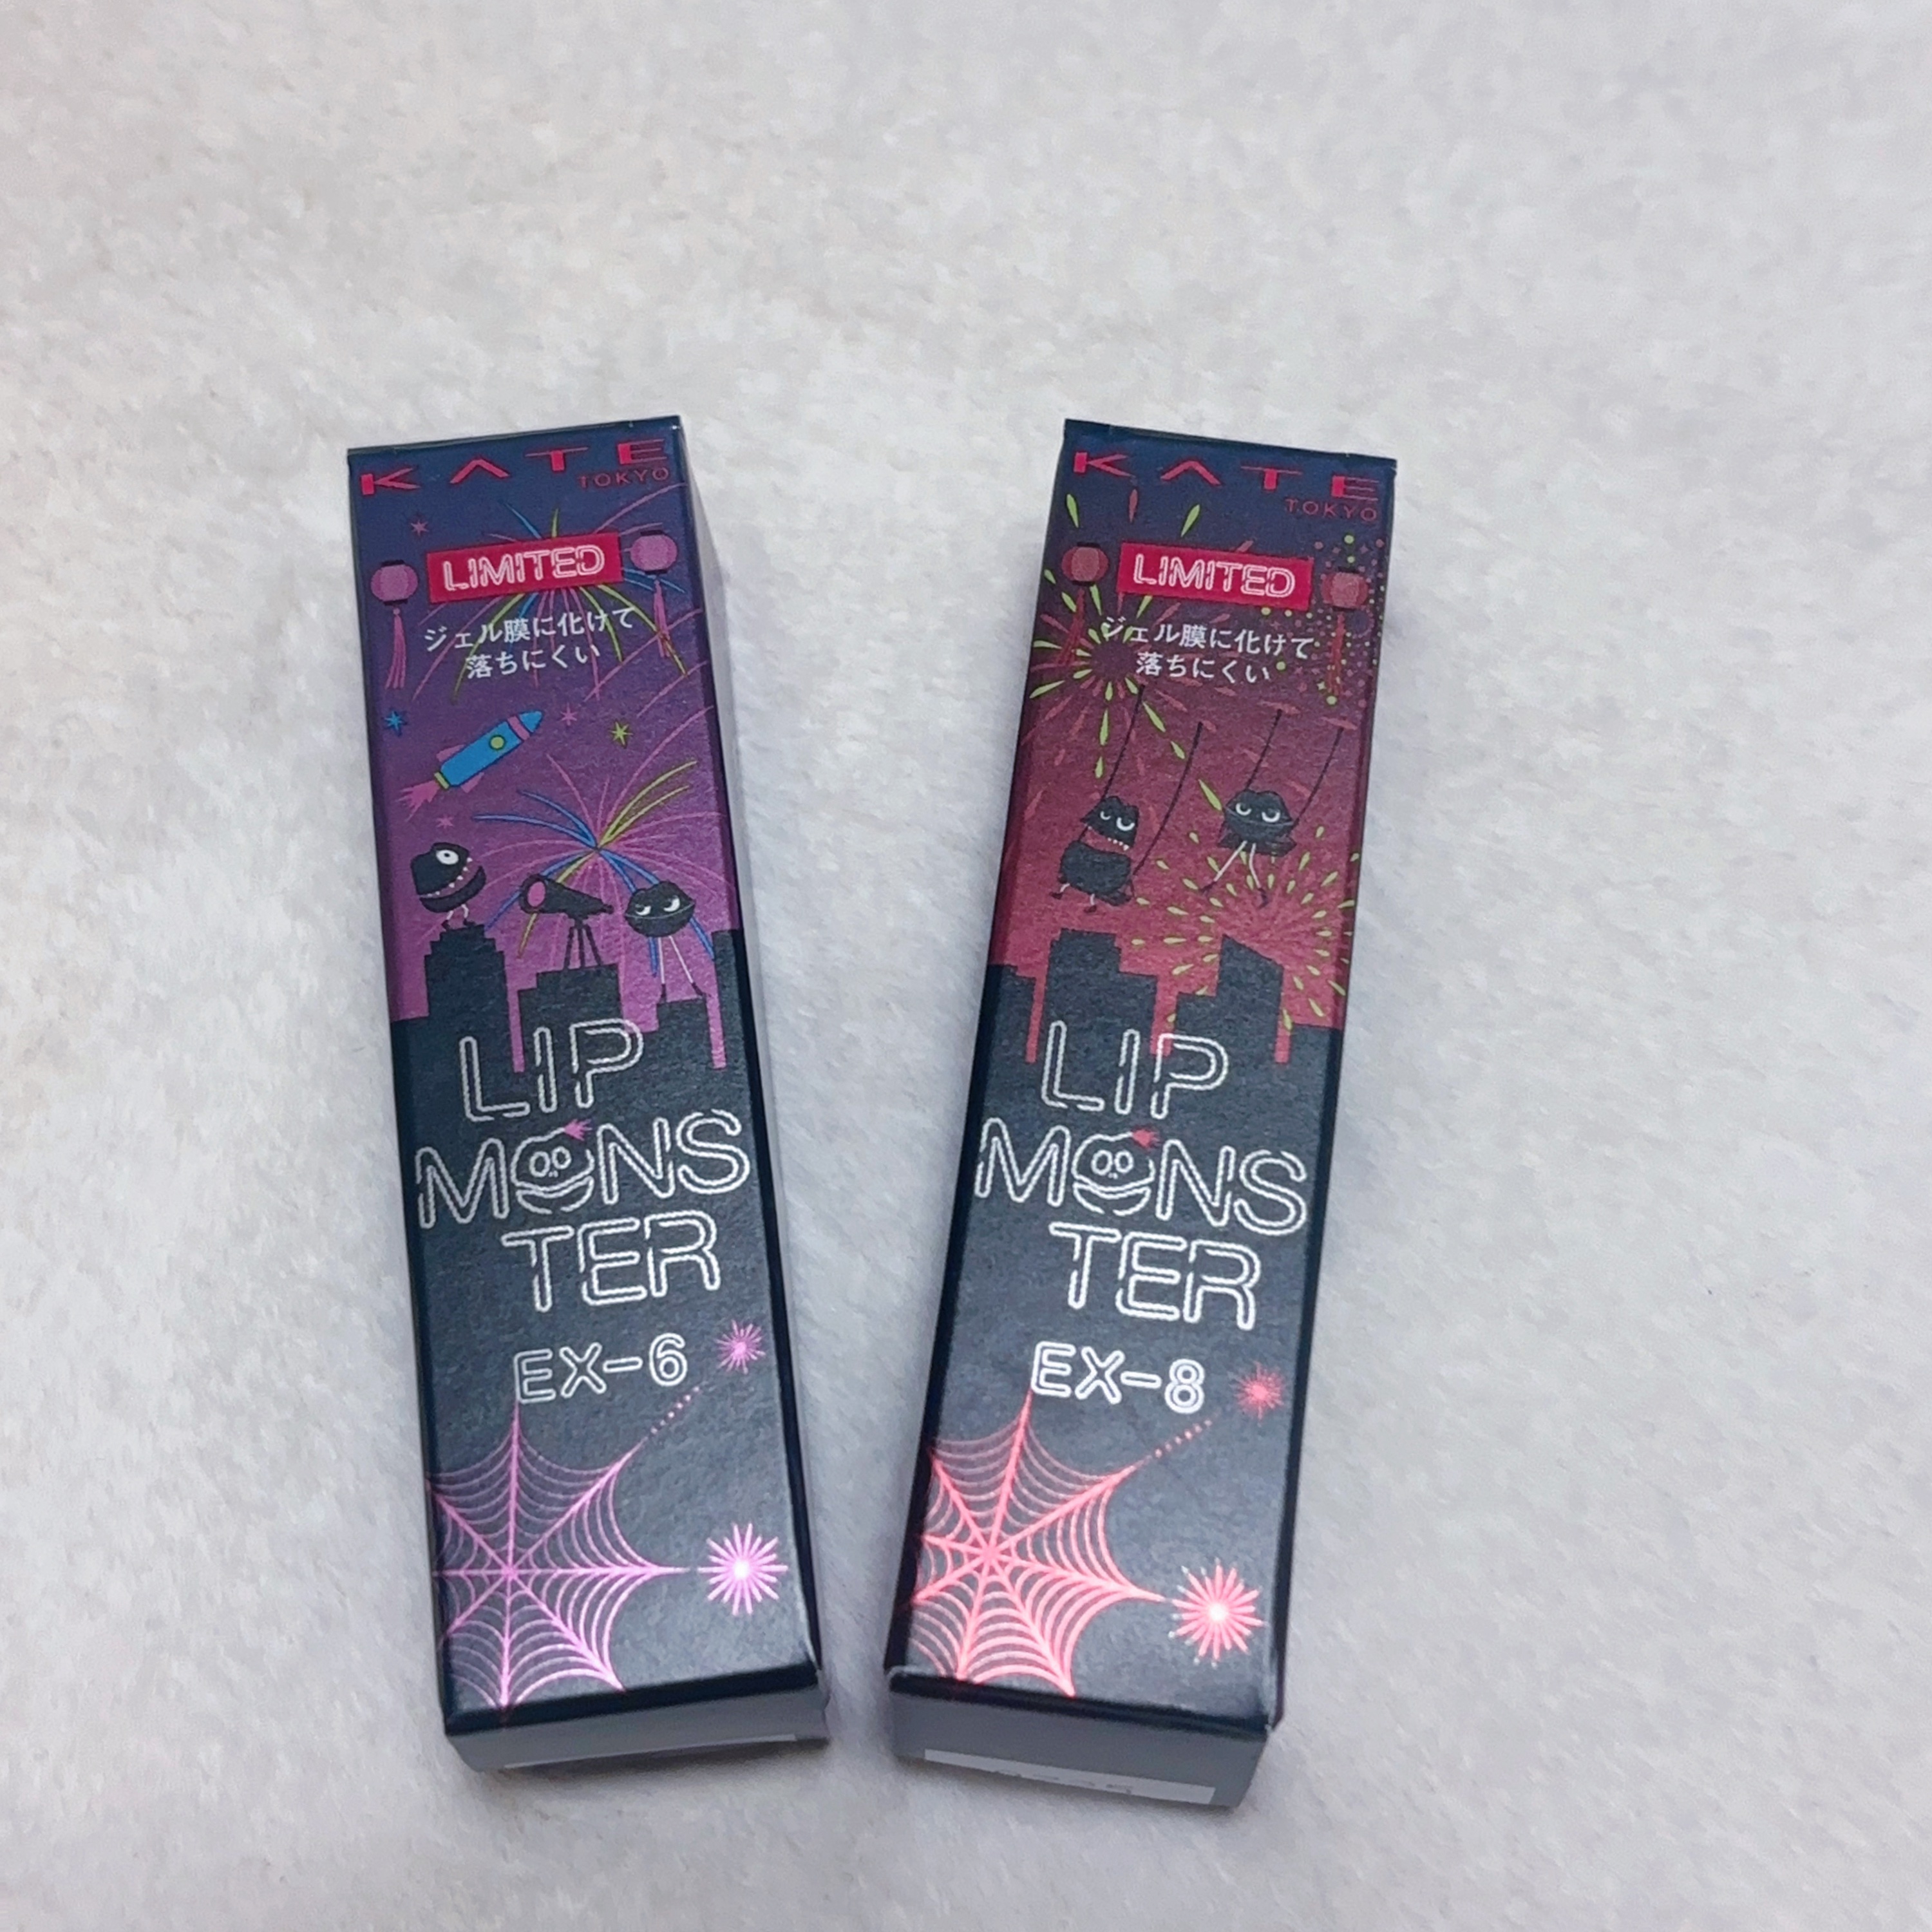 KATE
TOKYO
LIMITED
ジェル膜に化けて
落ちにくい
LIP
MONS
TER
EX-6
KATE
TOKYO
LIMITED
ジェル膜に化けて
落ちにくい
LIP
MONS
TER
EX-8